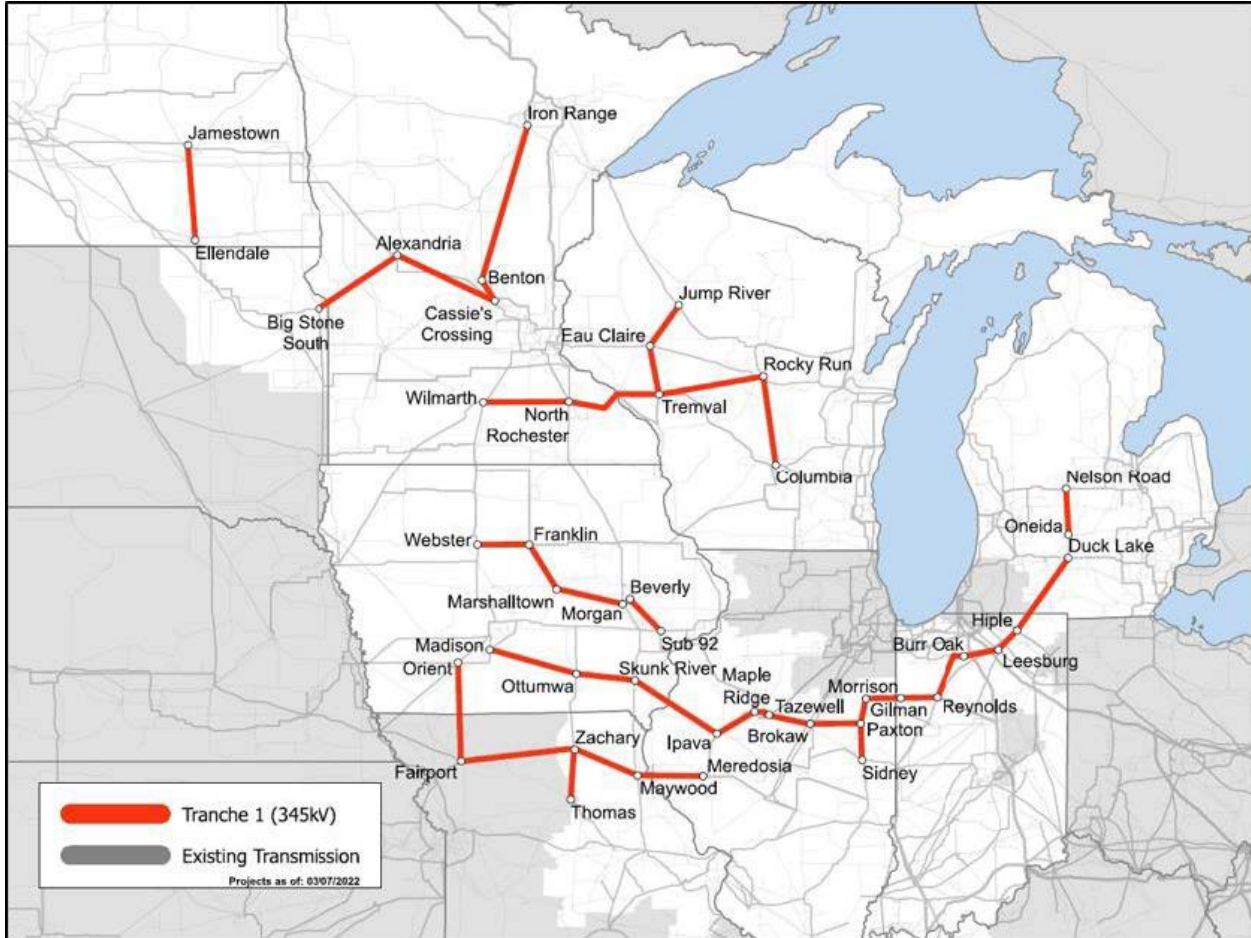 Iron Range
Jamestown
Ellendale
Alexandria
Benton
Big Stone
South
Cassie's
Crossing
Jump River
Eau Claire
Rocky Run
Wilmarth
North
Rochester
Tremval
Columbia
Nelson Road
Oneida
Duck Lake
Webster
Franklin
Marshalltown
Beverly
Morgan
Sub 92
Hiple
Burr Oak
Leesburg
Madison
Orient
Ottumwa
Skunk River
Maple
Ridge
Tazewell
Morrison
Gilman
Reynolds
Brokaw
Paxton
Ipava
Sidney
Zachary
Fairport
Meredosia
Maywood
Thomas
Tranche 1 (345kV)
Existing Transmission
Projects as of: 03/07/2022